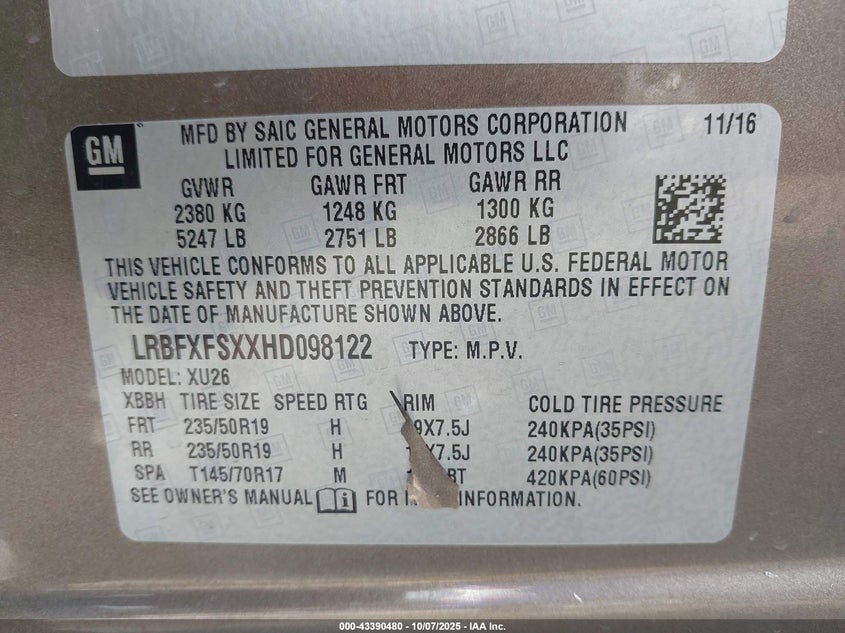 GM
MFD BY SAIC GENERAL MOTORS CORPORATION 11/16
LIMITED FOR GENERAL MOTORS LLC
GVWR GAWR FRT GAWR RR
2380 KG 1248 KG 1300 KG
5247 LB 2751 LB 2866 LB
THIS VEHICLE CONFORMS TO ALL APPLICABLE U.S. FEDERAL MOTOR
VEHICLE SAFETY AND THEFT PREVENTION STANDARDS IN EFFECT ON
THE DATE OF MANUFACTURE SHOWN ABOVE.
LRBFXFSXXHD098122 TYPE: M.P.V.
MODEL: XU26
XBBH TIRE SIZE SPEED RTG RIM COLD TIRE PRESSURE
FRT 235/50R19 H 9X7.5J 240KPA(35PSI)
RR 235/50R19 H X7.5J 240KPA(35PSI)
SPA T145/70R17 M 420KPA(60PSI)
SEE OWNER'S MANUAL FOR INFORMATION.
000-43390480 - 10/07/2025 - IAA Inc.